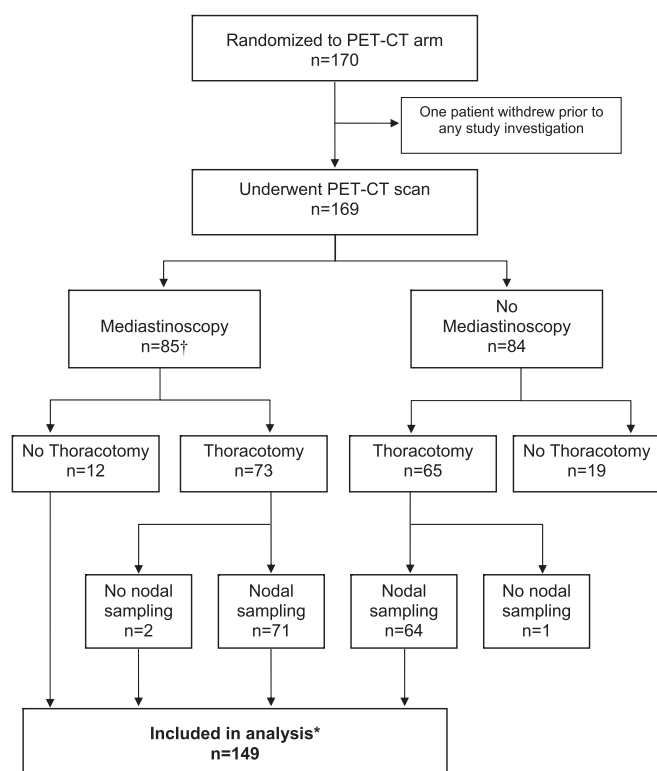 Randomized to PET-CT arm
n=170
One patient withdrew prior to
any study investigation
Underwent PET-CT scan
n=169
Mediastinoscopy
n=85†
No
Mediastinoscopy
n=84
No Thoracotomy
n=12
Thoracotomy
n=73
Thoracotomy
n=65
No Thoracotomy
n=19
No nodal
sampling
n=2
Nodal
sampling
n=71
Nodal
sampling
n=64
No nodal
sampling
n=1
Included in analysis*
n=149